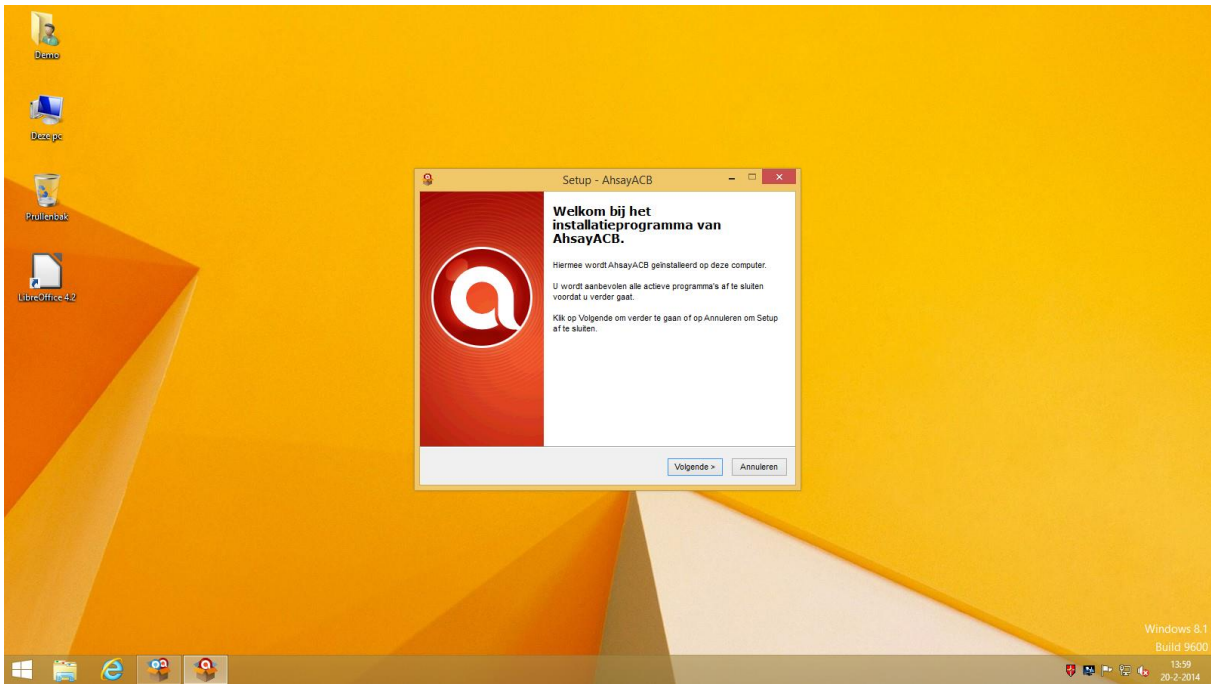 Demo
Deze pc
Prullenbak
LibreOffice 4.2
Setup - AhsayACB
Welkom bij het
installatieprogramma van
AhsayACB.
Hiermee wordt AhsayACB geïnstalleerd op deze computer.
U wordt aanbevolen alle actieve programma's af te sluiten
voordat u verder gaat.
Klik op Volgende om verder te gaan of op Annuleren om Setup
af te sluiten.
Volgende >
Annuleren
Windows 8.1
Build 9600
13:59
20-2-2014